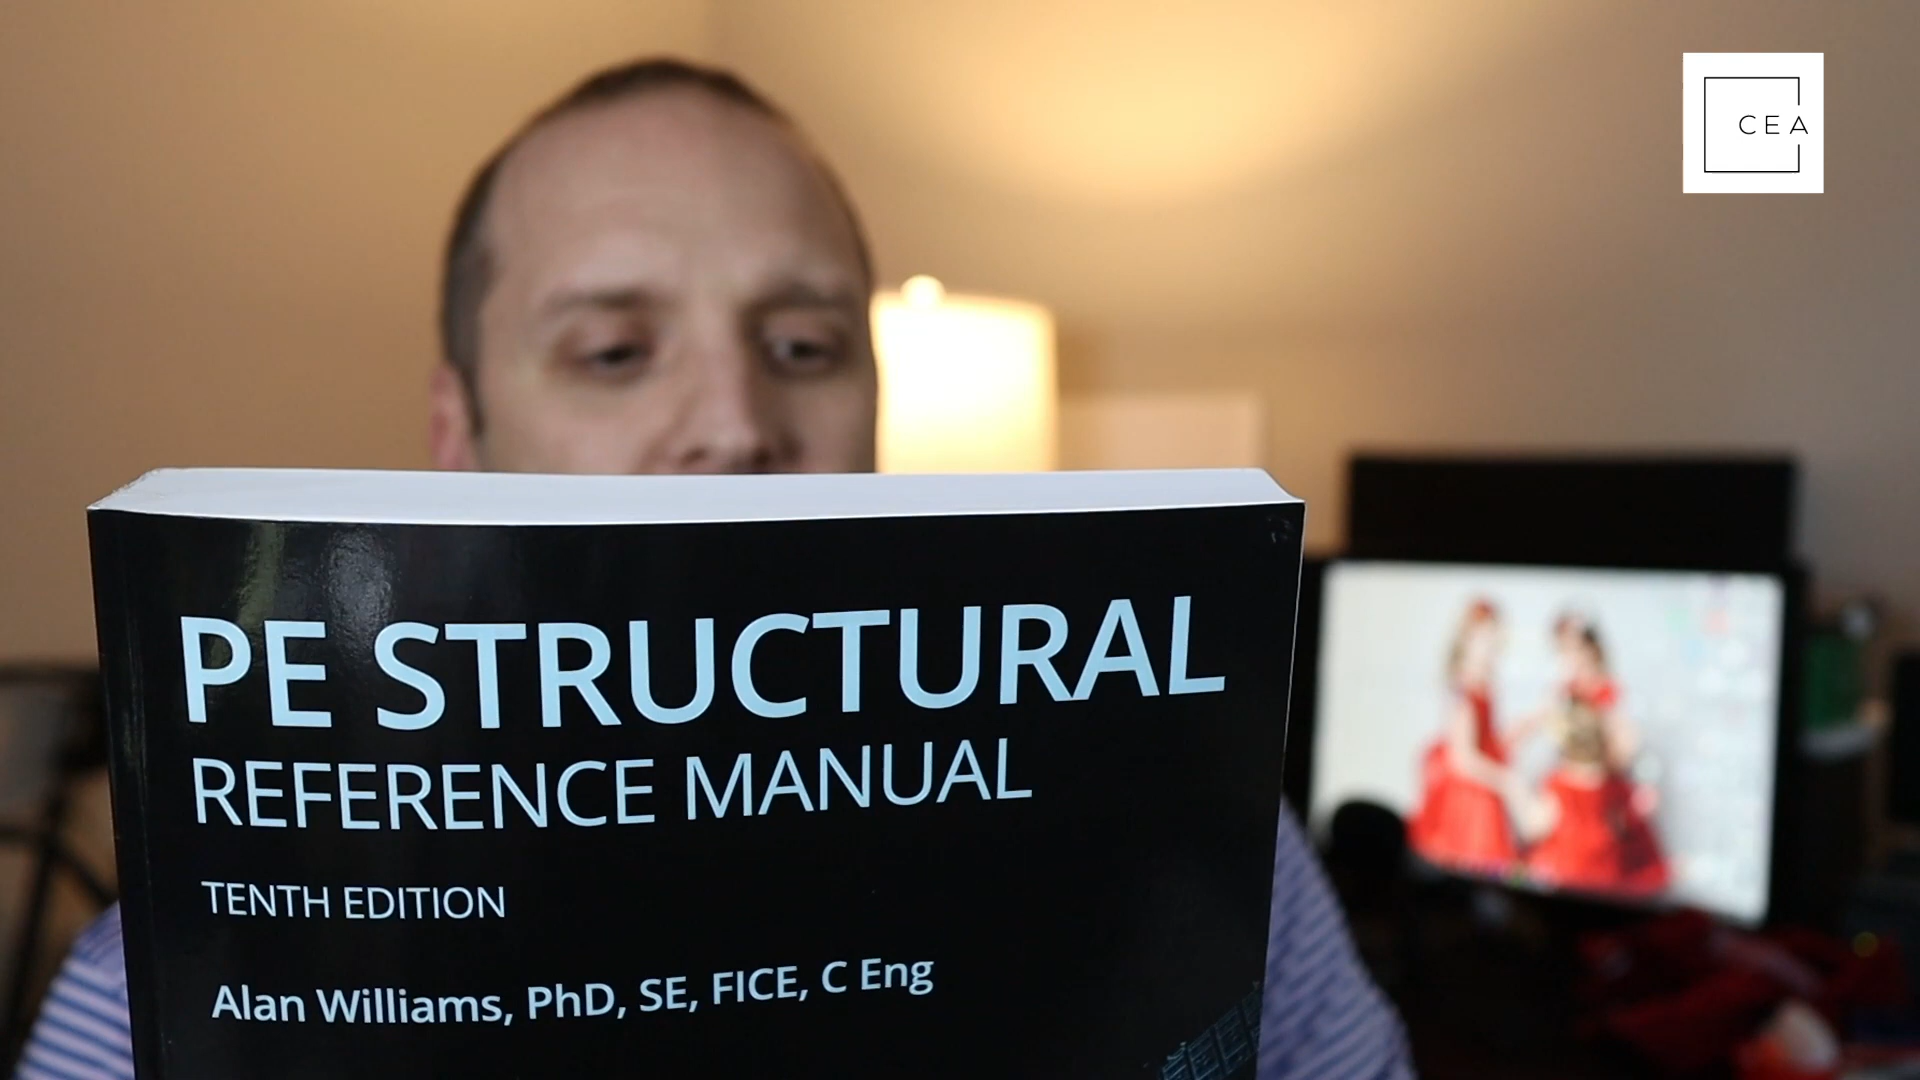 CEA
PE STRUCTURAL
REFERENCE MANUAL
TENTH EDITION
Alan Williams, PhD, SE, FICE, C Eng